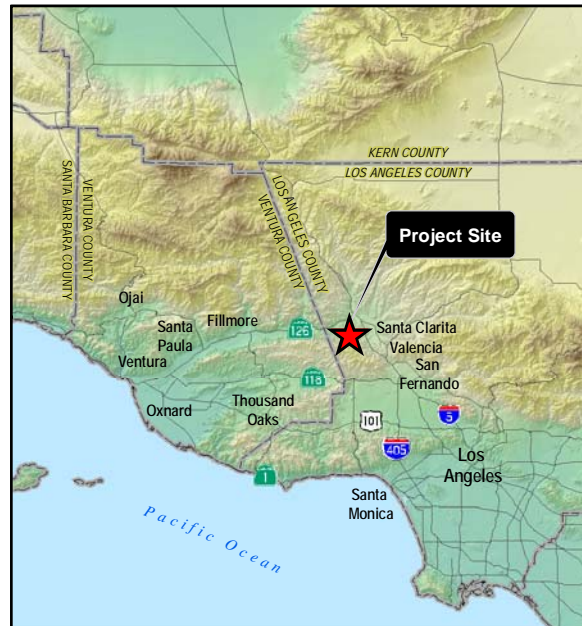 KERN COUNTY
LOS ANGELES COUNTY
SANTA BARBARA COUNTY
VENTURA COUNTY
LOS ANGELES COUNTY
VENTURA COUNTY
Project Site
Ojai
Santa
Paula
Fillmore
126
Santa Clarita
Valencia
San
Fernando
Ventura
118
Oxnard
Thousand
Oaks
101
5
405
Los
Angeles
1
Santa
Monica
Pacific Ocean